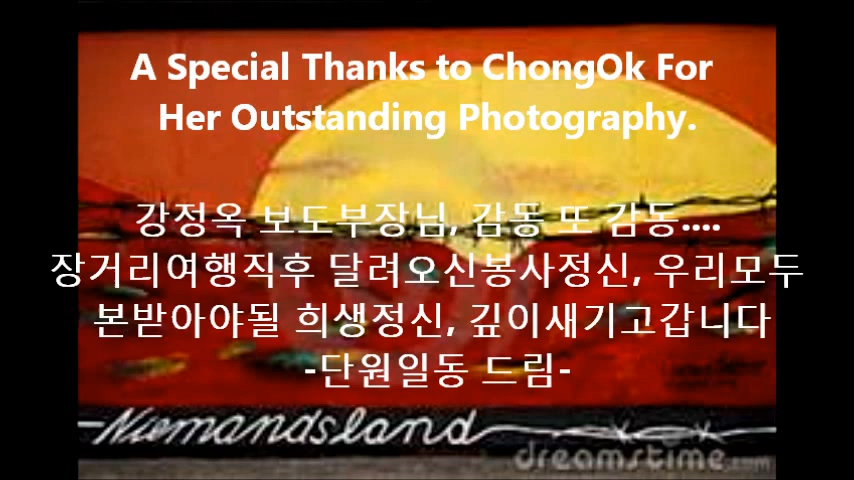 A Special Thanks to ChongOk For
Her Outstanding Photography.
강정옥 보도부장님, 감동 또 감동....
장거리여행직후 달려오신봉사정신, 우리모두
본받아야될 희생정신, 깊이새기고갑니다
-단원일동 드림-
Niemandsland
dreamstime.com